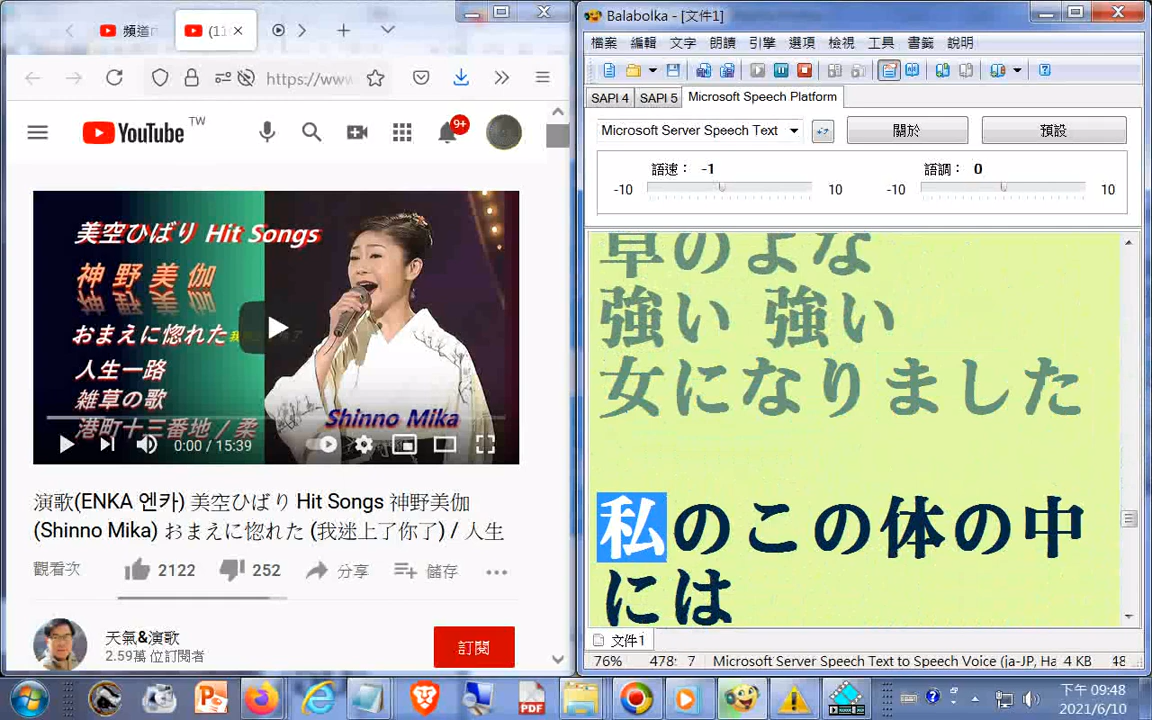 頻道
(11
https://www
YouTube TW
9+
美空ひばり Hit Songs
神野美伽
おまえに惚れた
人生一路
雑草の歌
港町十三番地 / 柔
Shinno Mika
0:00 / 15:39
演歌(ENKA 엔카) 美空ひばり Hit Songs 神野美伽
(Shinno Mika) おまえに惚れた (我迷上了你了) / 人生
觀看次
2122
252
分享
儲存
天氣&演歌
2.59萬 位訂閱者
訂閱
Balabolka - [文件1]
檔案 編輯 文字 朗讀 引擎 選項 檢視 工具 書籤 說明
SAPI 4 SAPI 5 Microsoft Speech Platform
Microsoft Server Speech Text
關於
預設
語速： -1
語調： 0
-10 10 -10 10
草のよな
強い 強い
女になりました
私のこの体の中
には
文件1
76% 478: 7 Microsoft Server Speech Text to Speech Voice (ja-JP, Ha 4 KB 48
PDF
下午 09:48
2021/6/10